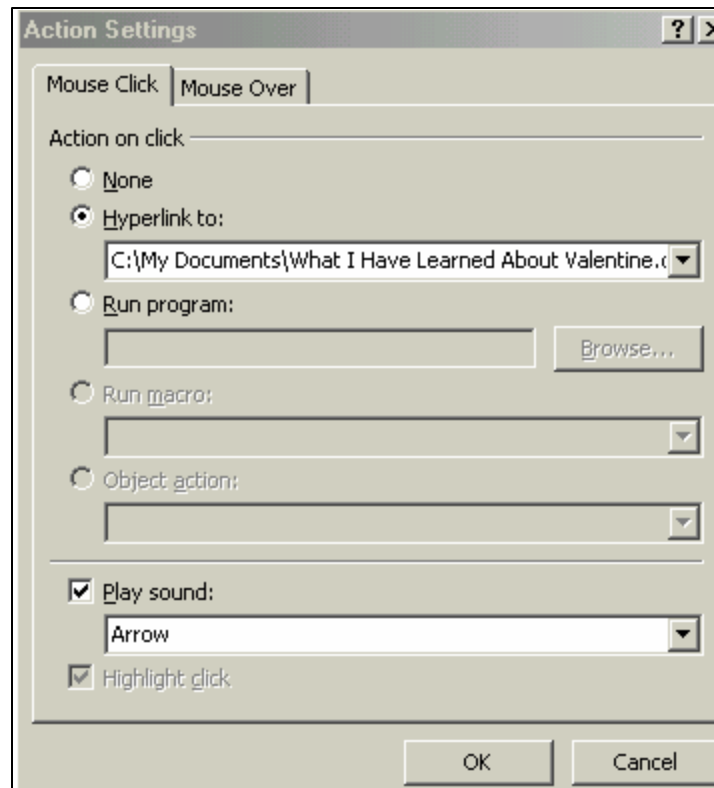 Action Settings ?
Mouse Click Mouse Over
Action on click
None
Hyperlink to:
C:\My Documents\What I Have Learned About Valentine.
Run program:
Browse...
Run macro:
Object action:
Play sound:
Arrow
Highlight click
OK Cancel